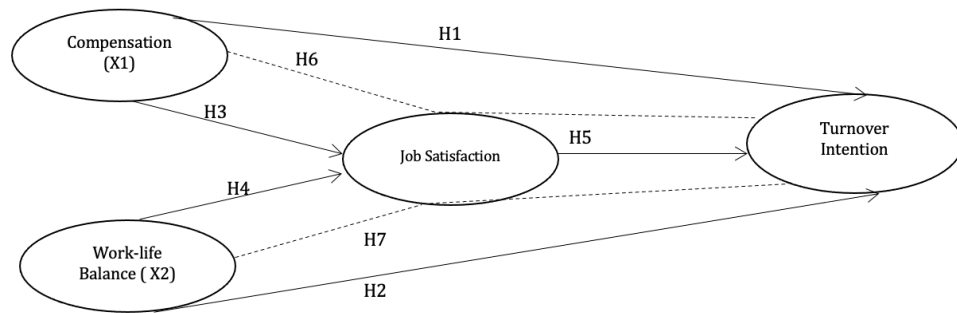 H1
Compensation
(X1)
H6
H3
Turnover
Intention
H5
Job Satisfaction
H4
H7
Work-life
Balance ( X2)
H2